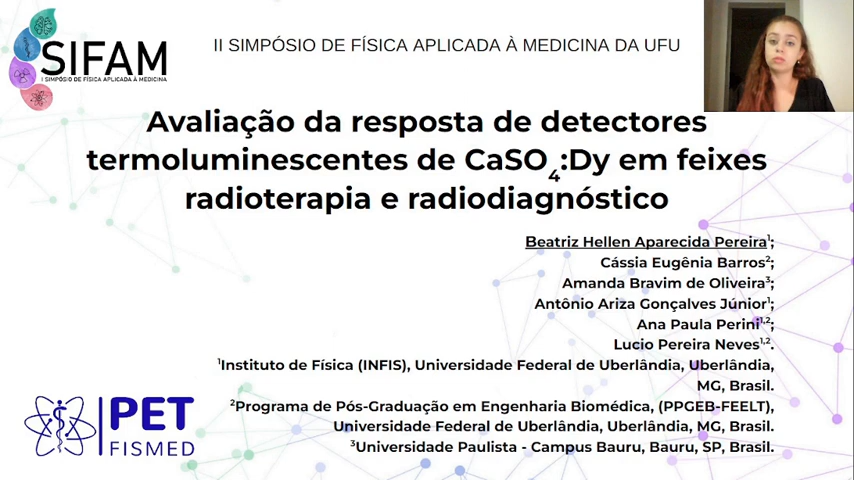 SIFAM
I SIMPÓSIO DE FÍSICA APLICADA À MEDICINA
II SIMPÓSIO DE FÍSICA APLICADA À MEDICINA DA UFU
Avaliação da resposta de detectores
termoluminescentes de CaSO₄:Dy em feixes
radioterapia e radiodiagnóstico
Beatriz Hellen Aparecida Pereira¹;
Cássia Eugênia Barros²;
Amanda Bravim de Oliveira³;
Antônio Ariza Gonçalves Júnior¹;
Ana Paula Perini¹,²;
Lucio Pereira Neves¹,².
¹Instituto de Física (INFIS), Universidade Federal de Uberlândia, Uberlândia,
MG, Brasil.
²Programa de Pós-Graduação em Engenharia Biomédica, (PPGEB-FEELT),
Universidade Federal de Uberlândia, Uberlândia, MG, Brasil.
³Universidade Paulista - Campus Bauru, Bauru, SP, Brasil.
PET
FISMED